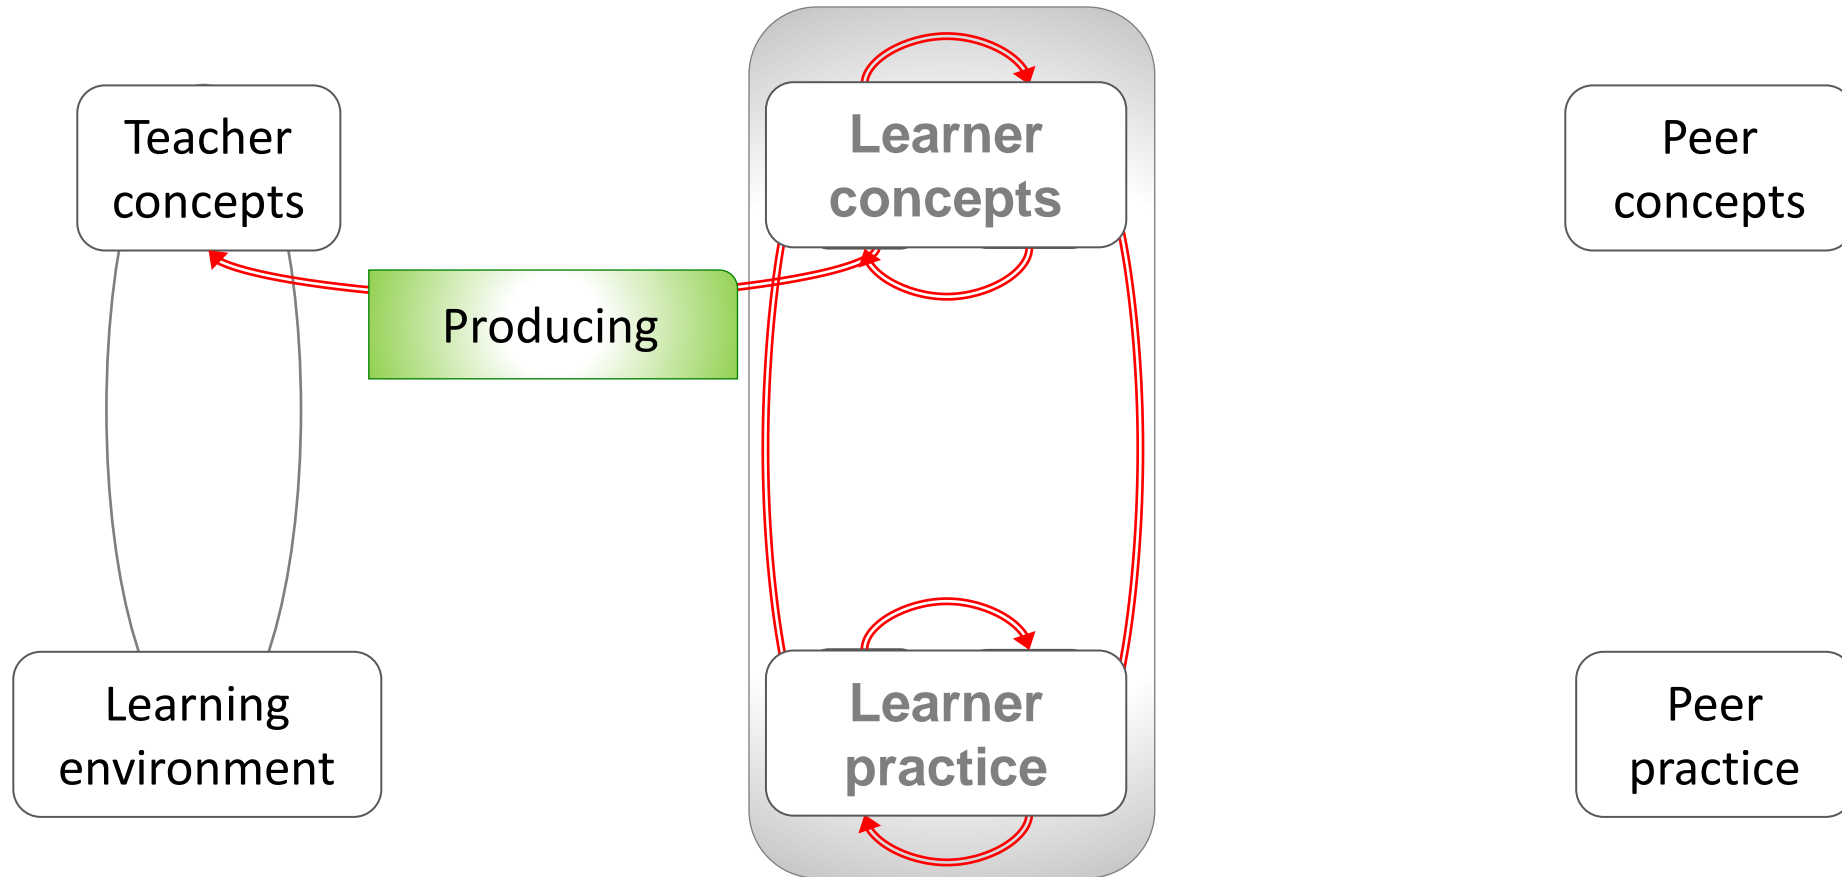 Teacher
concepts
Learner
concepts
Peer
concepts
Producing
Learning
environment
Learner
practice
Peer
practice